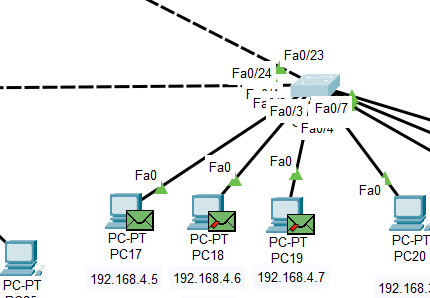 Fa0/23
Fa0/24
Fa0/3
Fa0/7
Fa0/4
Fa0
Fa0
Fa0
Fa0
PC-PT
PC17
PC-PT
PC18
PC-PT
PC19
PC-PT
PC20
PC-PT
192.168.4.5
192.168.4.6
192.168.4.7